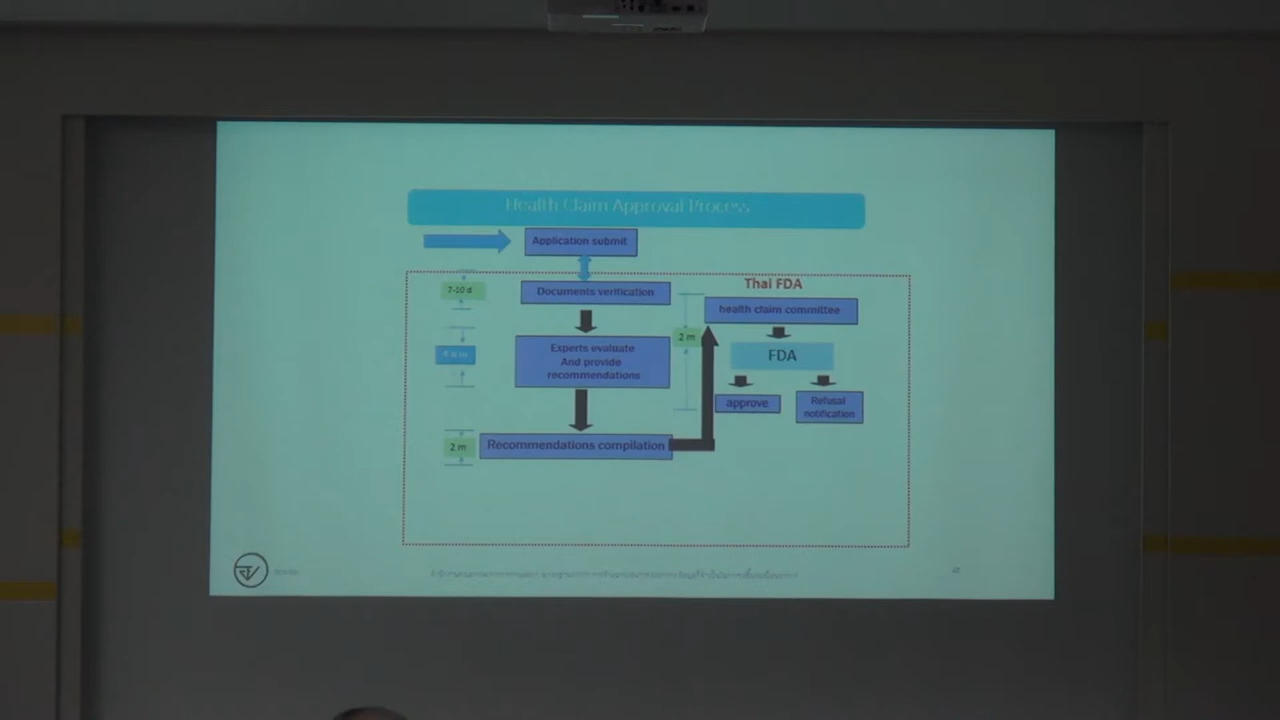 Health Claim Approval Process
Application submit
Thai FDA
7-10 d
Documents verification
health claim committee
2 m
Experts evaluate
And provide
recommendations
FDA
approve
Refusal
notification
2 m
Recommendations compilation